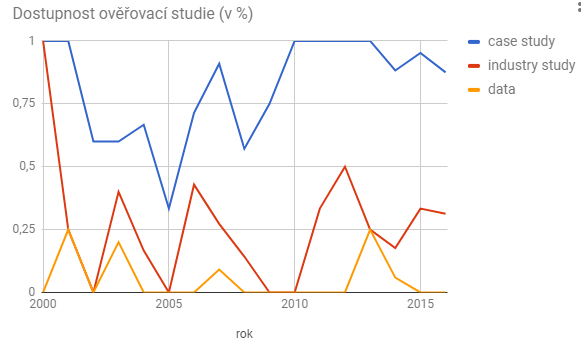 Dostupnost ověřovací studie (v %)
1
0,75
0,5
0,25
0
2000 2005 2010 2015
rok
case study
industry study
data